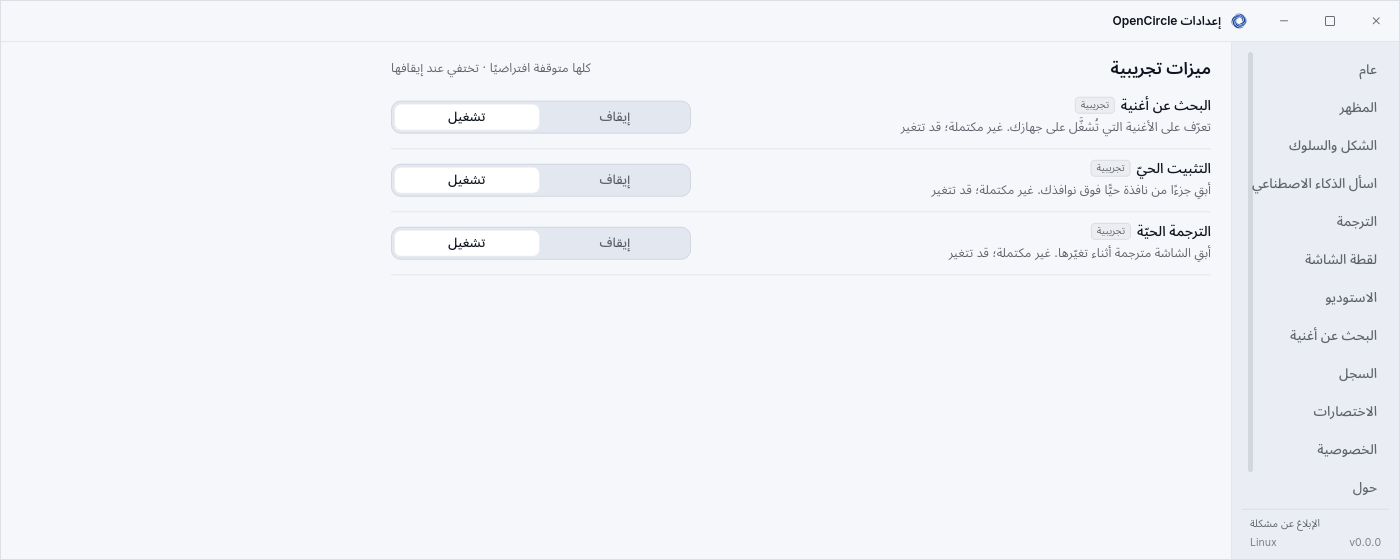 إعدادات OpenCircle
عام
المظهر
الشكل والسلوك
اسأل الذكاء الاصطناعي
الترجمة
لقطة الشاشة
الاستوديو
البحث عن أغنية
السجل
الاختصارات
الخصوصية
حول
الإبلاغ عن مشكلة
v0.0.0 Linux
ميزات تجريبية
كلها متوقفة افتراضيًا · تختفي عند إيقافها
البحث عن أغنية تجريبية
تعرّف على الأغنية التي تُشغَّل على جهازك. غير مكتملة؛ قد تتغير
إيقاف تشغيل
التثبيت الحيّ تجريبية
أبقِ جزءًا من نافذة حيًّا فوق نوافذك. غير مكتملة؛ قد تتغير
إيقاف تشغيل
الترجمة الحيّة تجريبية
أبقِ الشاشة مترجمة أثناء تغيّرها. غير مكتملة؛ قد تتغير
إيقاف تشغيل